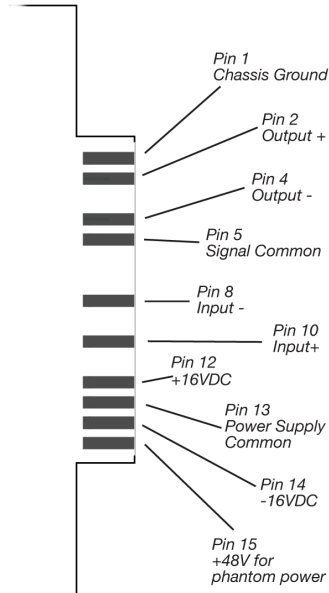 Pin 1
Chassis Ground
Pin 2
Output +
Pin 4
Output -
Pin 5
Signal Common
Pin 8
Input -
Pin 10
Input+
Pin 12
+16VDC
Pin 13
Power Supply
Common
Pin 14
-16VDC
Pin 15
+48V for
phantom power